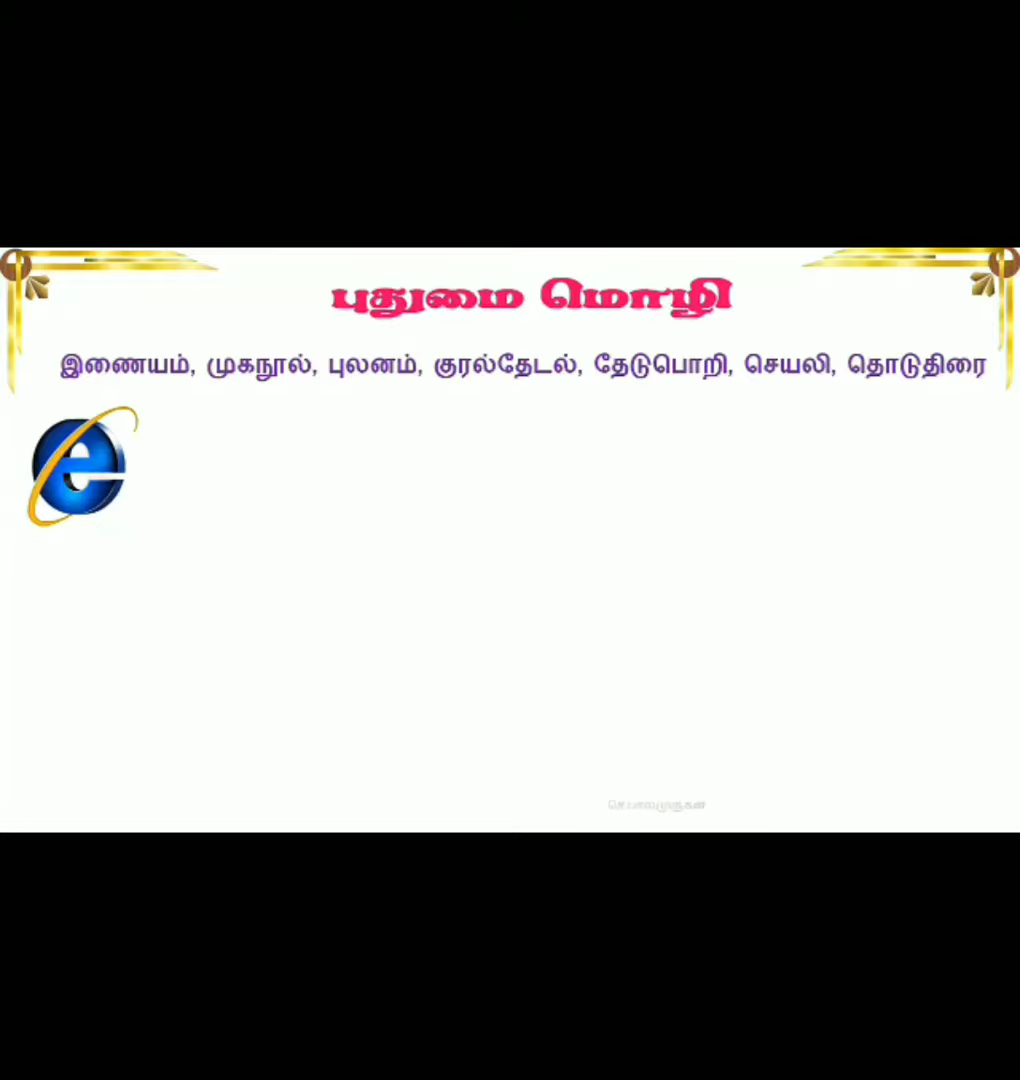 புதுமை மொழி
இணையம், முகநூல், புலனம், குரல்தேடல், தேடுபொறி, செயலி, தொடுதிரை